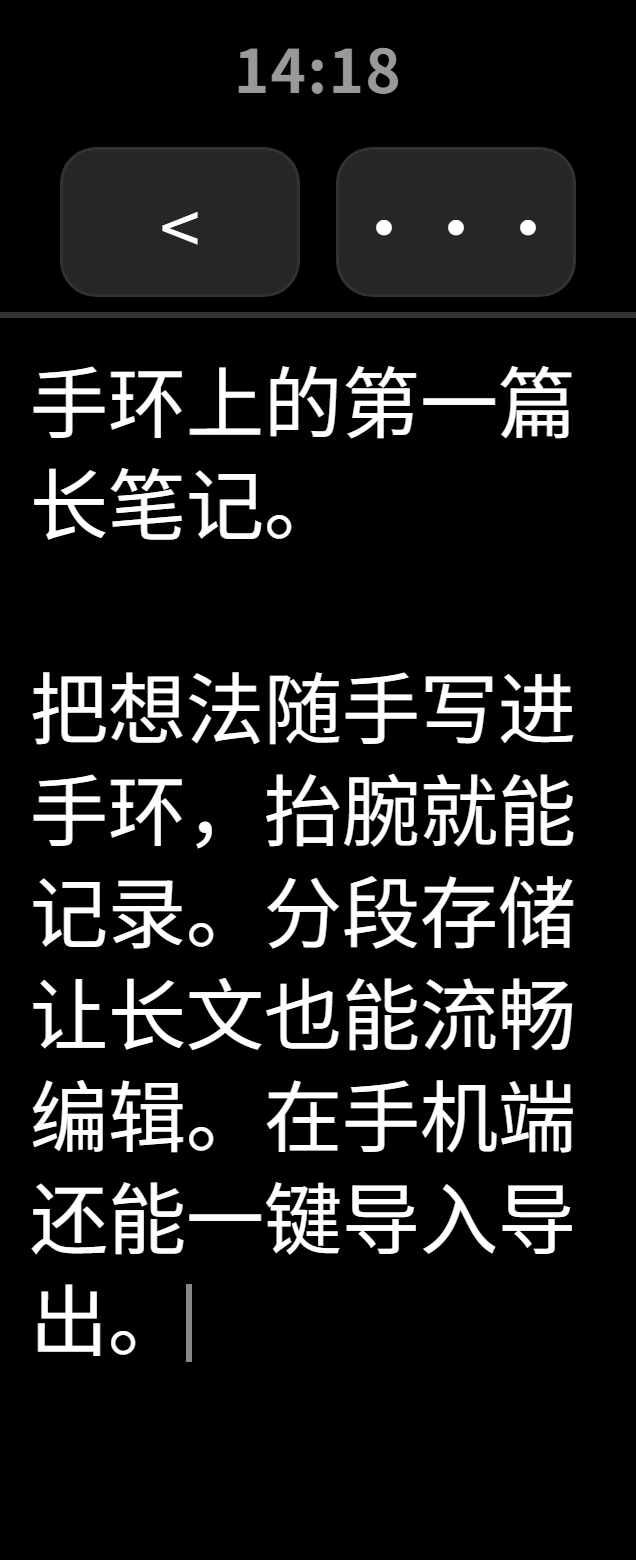 14:18
<
• • •
手环上的第一篇
长笔记。
把想法随手写进
手环，抬腕就能
记录。分段存储
让长文也能流畅
编辑。在手机端
还能一键导入导
出。